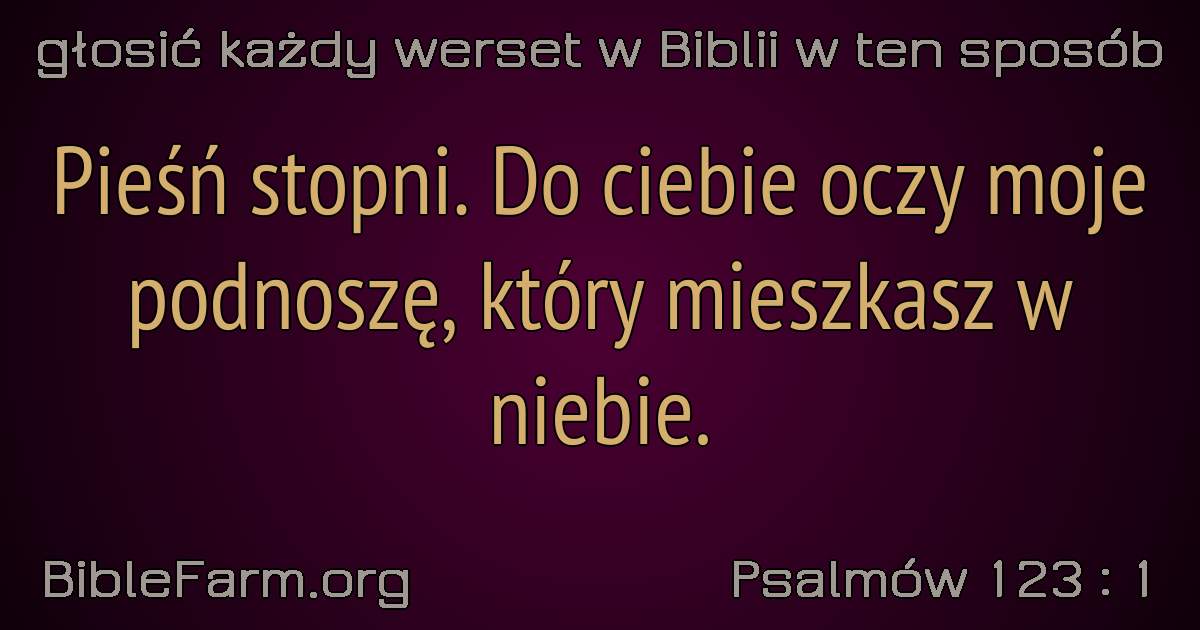 głosić każdy werset w Biblii w ten sposób
Pieśń stopni. Do ciebie oczy moje
podnoszę, który mieszkasz w
niebie.
BibleFarm.org
Psalmów 123 : 1